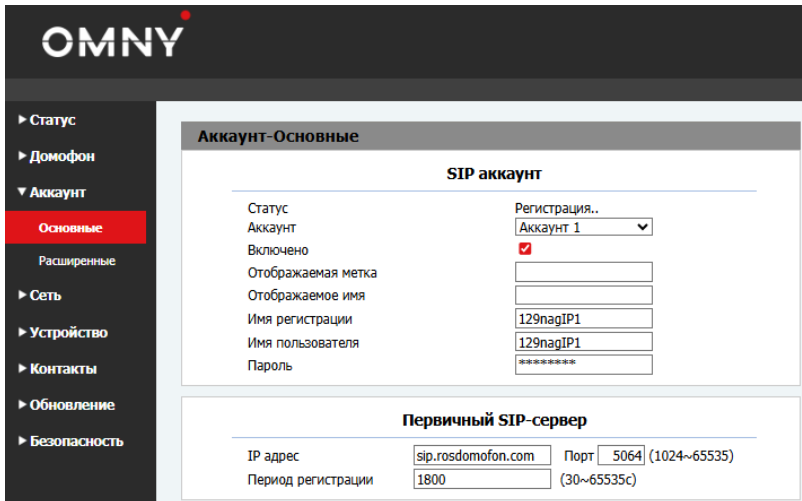 OMNY
Статус
Домофон
Аккаунт
Основные
Расширенные
Сеть
Устройство
Контакты
Обновление
Безопасность
Аккаунт-Основные
SIP аккаунт
Статус Регистрация..
Аккаунт Аккаунт 1
Включено
Отображаемая метка
Отображаемое имя
Имя регистрации 129nagIP1
Имя пользователя 129nagIP1
Пароль ********
Первичный SIP-сервер
IP адрес sip.rosdomofon.com Порт 5064 (1024~65535)
Период регистрации 1800 (30~65535с)